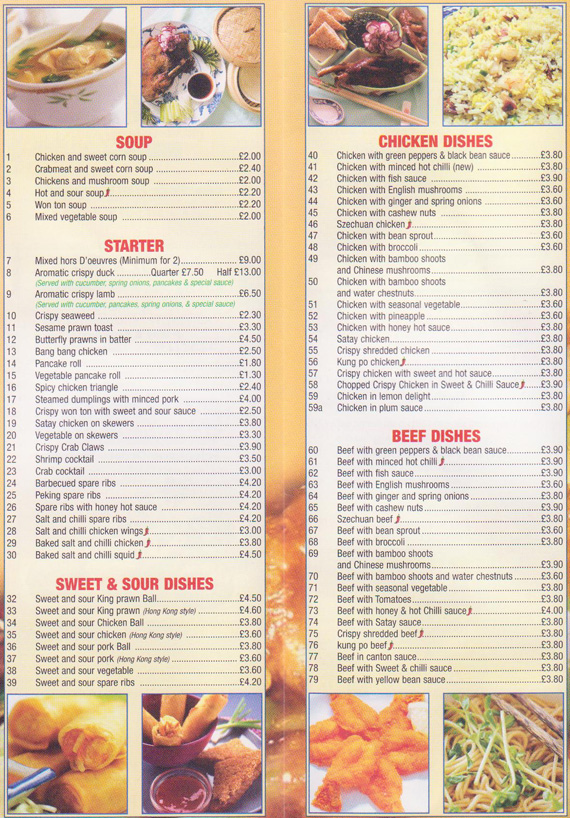 SOUP
1 Chicken and sweet corn soup £2.00
2 Crabmeat and sweet corn soup £2.40
3 Chickens and mushroom soup £2.00
4 Hot and sour soup £2.20
5 Won ton soup £2.20
6 Mixed vegetable soup £2.00
STARTER
7 Mixed hors D'oeuvres (Minimum for 2) £9.00
8 Aromatic crispy duck Quarter £7.50 Half £13.00
(Served with cucumber, spring onions, pancakes & special sauce)
9 Aromatic crispy lamb £6.50
(Served with cucumber, pancakes, spring onions, & special sauce)
10 Crispy seaweed £2.30
11 Sesame prawn toast £3.30
12 Butterfly prawns in batter £4.50
13 Bang bang chicken £2.50
14 Pancake roll £1.80
15 Vegetable pancake roll £1.30
16 Spicy chicken triangle £2.40
17 Steamed dumplings with minced pork £4.00
18 Crispy won ton with sweet and sour sauce £2.50
19 Satay chicken on skewers £3.80
20 Vegetable on skewers £3.30
21 Crispy Crab Claws £3.90
22 Shrimp cocktail £3.50
23 Crab cocktail £3.00
24 Barbecued spare ribs £4.20
25 Peking spare ribs £4.20
26 Spare ribs with honey hot sauce £4.20
27 Salt and chilli spare ribs £4.20
28 Salt and chilli chicken wings £3.00
29 Baked salt and chilli chicken £3.80
30 Baked salt and chilli squid £4.50
SWEET & SOUR DISHES
32 Sweet and sour King prawn Ball £4.50
33 Sweet and sour King prawn (Hong Kong style) £4.60
34 Sweet and sour Chicken Ball £3.80
35 Sweet and sour chicken (Hong Kong style) £3.60
36 Sweet and sour pork Ball £3.80
37 Sweet and sour pork (Hong Kong style) £3.60
38 Sweet and sour vegetable £3.60
39 Sweet and sour spare ribs £4.20
CHICKEN DISHES
40 Chicken with green peppers & black bean sauce £3.80
41 Chicken with minced hot chilli (new) £3.80
42 Chicken with fish sauce £3.90
43 Chicken with English mushrooms £3.60
44 Chicken with ginger and spring onions £3.60
45 Chicken with cashew nuts £3.80
46 Szechuan chicken £3.80
47 Chicken with bean sprout £3.60
48 Chicken with broccoli £3.60
49 Chicken with bamboo shoots
and Chinese mushrooms £3.80
50 Chicken with bamboo shoots
and water chestnuts £3.80
51 Chicken with seasonal vegetable £3.60
52 Chicken with pineapple £3.60
53 Chicken with honey hot sauce £3.80
54 Satay chicken £3.80
55 Crispy shredded chicken £3.80
56 Kung po chicken £3.80
57 Crispy chicken with sweet and hot sauce £3.80
58 Chopped Crispy Chicken in Sweet & Chilli Sauce £3.90
59 Chicken in lemon delight £3.80
59a Chicken in plum sauce £3.80
BEEF DISHES
60 Beef with green peppers & black bean sauce £3.90
61 Beef with minced hot chilli £3.90
62 Beef with fish sauce £3.90
63 Beef with English mushrooms £3.60
64 Beef with ginger and spring onions £3.80
65 Beef with cashew nuts £3.90
66 Szechuan beef £3.80
67 Beef with bean sprout £3.60
68 Beef with broccoli £3.80
69 Beef with bamboo shoots
and Chinese mushrooms £3.90
70 Beef with bamboo shoots and water chestnuts £3.60
71 Beef with seasonal vegetable £3.80
72 Beef with Tomatoes £3.80
73 Beef with honey & hot Chilli sauce £4.00
74 Beef with Satay sauce £3.80
75 Crispy shredded beef £3.80
76 kung po beef £3.80
77 Beef in canton sauce £3.80
78 Beef with Sweet & chilli sauce £3.80
79 Beef with yellow bean sauce £3.80